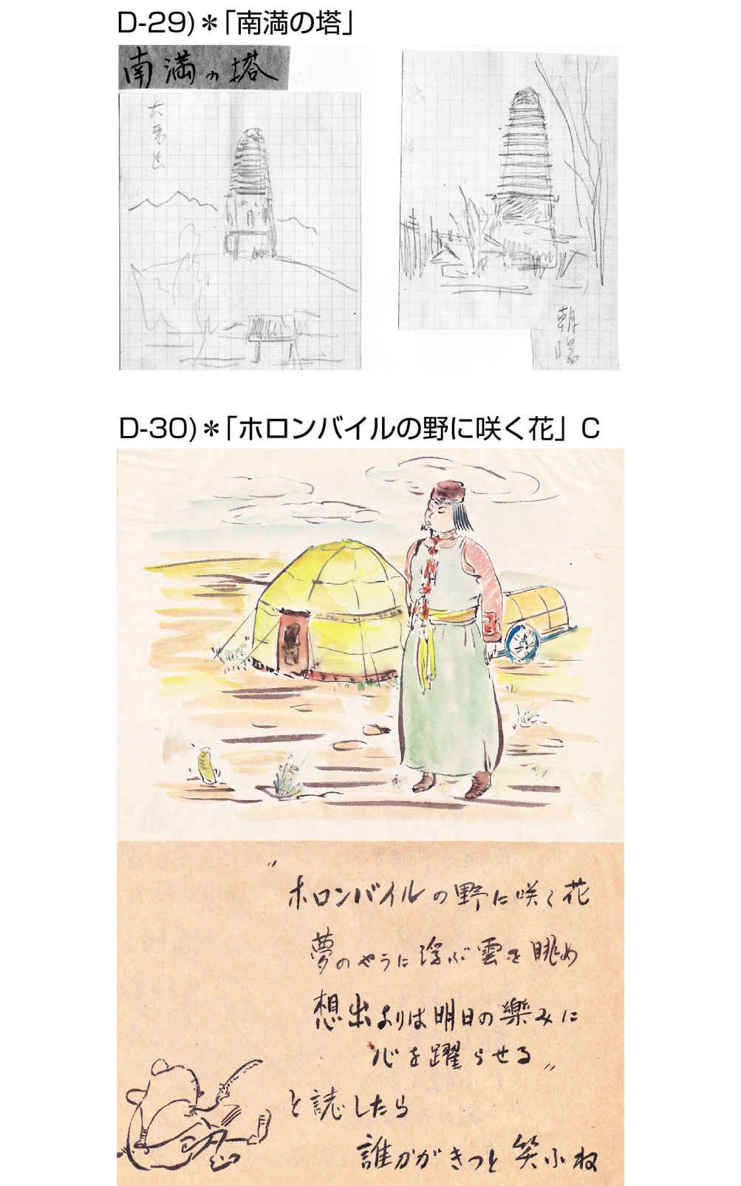 D-29)＊「南満の塔」
南満の塔
朝陽
D-30)＊「ホロンバイルの野に咲く花」 C
"ホロンバイルの野に咲く花
夢のやうに浮ぶ雲を眺め
想出よりは明日の樂みに
心を躍らせる"
と誌したら
誰かがきつと笑ふね